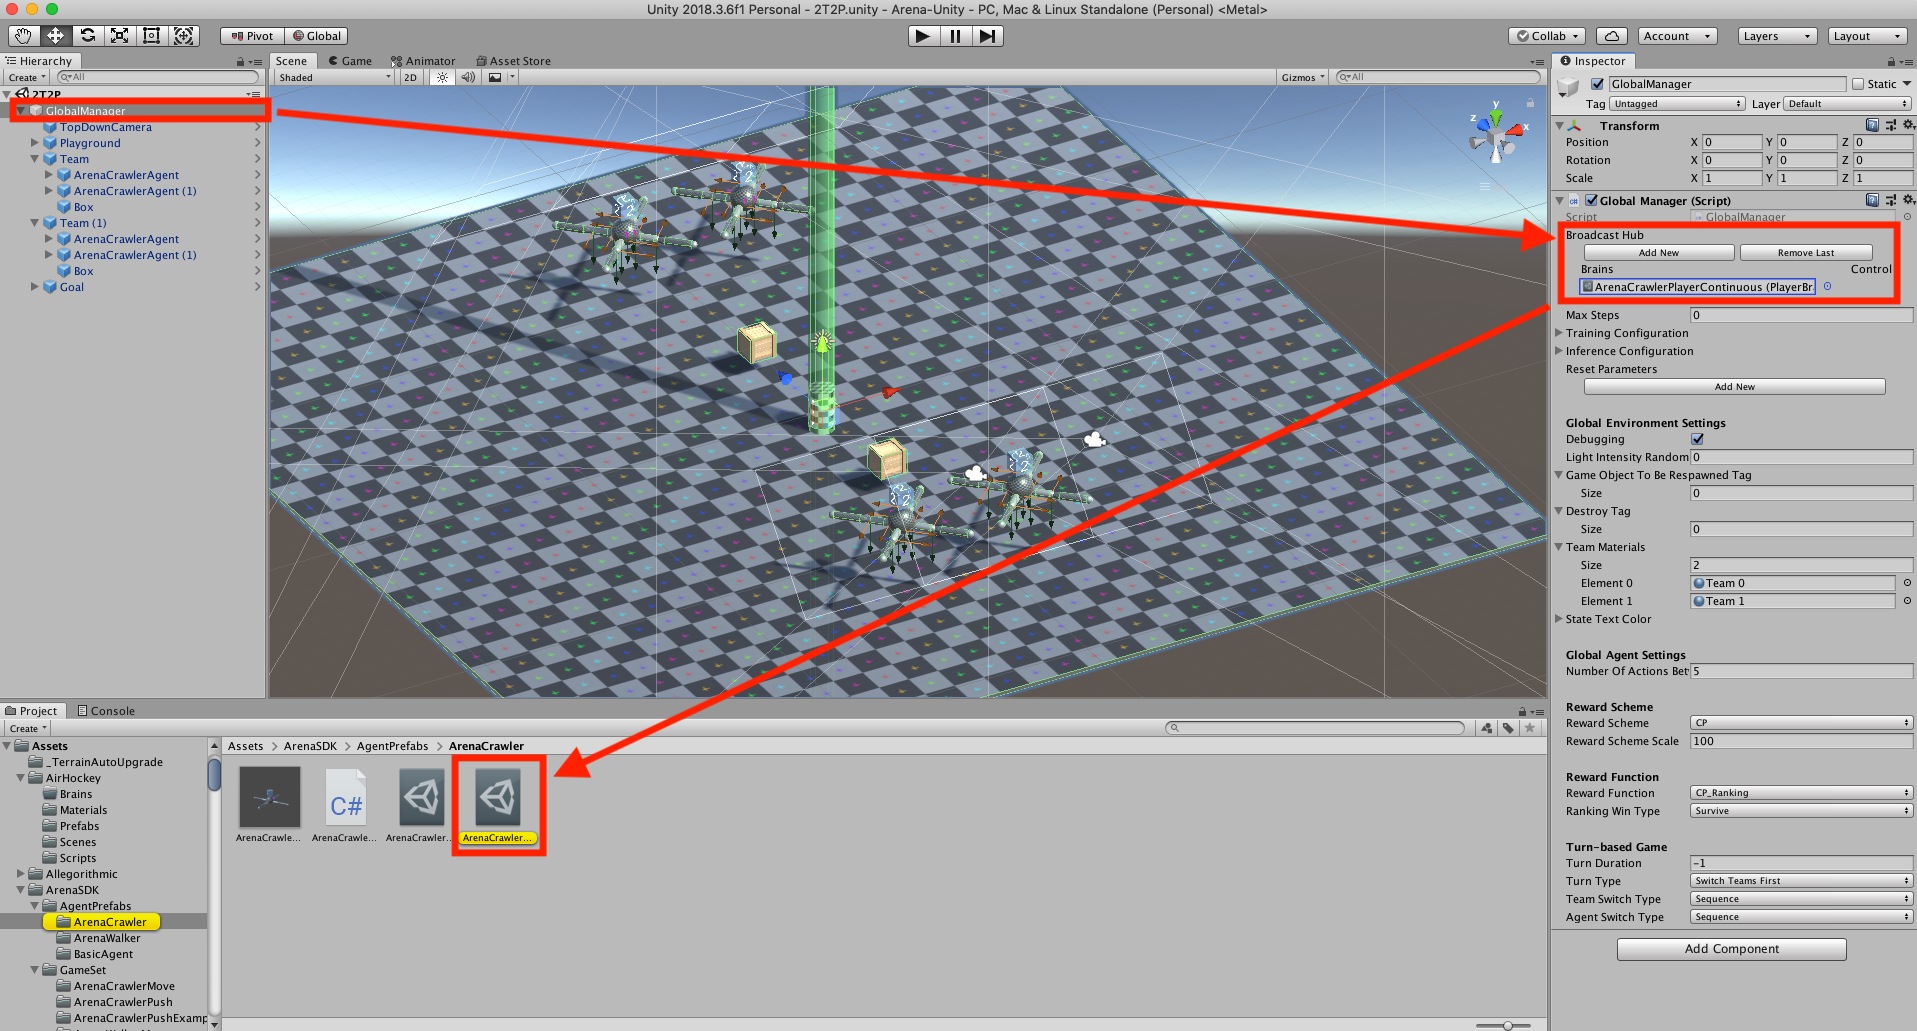 Unity 2018.3.6f1 Personal - 2T2P.unity - Arena-Unity - PC, Mac & Linux Standalone (Personal) <Metal>
Pivot Global Collab Account Layers Layout
Hierarchy
Create All
2T2P
GlobalManager
TopDownCamera
Playground
Team
ArenaCrawlerAgent
ArenaCrawlerAgent (1)
Box
Team (1)
ArenaCrawlerAgent
ArenaCrawlerAgent (1)
Box
Goal
Scene Game Animator Asset Store
Shaded 2D Gizmos All
y
z x
2
2
Inspector
GlobalManager Static
Tag Untagged Layer Default
Transform
Position X 0 Y 0 Z 0
Rotation X 0 Y 0 Z 0
Scale X 1 Y 1 Z 1
Global Manager (Script)
Script GlobalManager
Broadcast Hub
Add New Remove Last
Brains Control
ArenaCrawlerPlayerContinuous (PlayerBr
Max Steps 0
Training Configuration
Inference Configuration
Reset Parameters
Add New
Global Environment Settings
Debugging
Light Intensity Random 0
Game Object To Be Respawned Tag
Size 0
Destroy Tag
Size 0
Team Materials
Size 2
Element 0 Team 0
Element 1 Team 1
State Text Color
Global Agent Settings
Number Of Actions Bet 5
Reward Scheme
Reward Scheme CP
Reward Scheme Scale 100
Reward Function
Reward Function CP_Ranking
Ranking Win Type Survive
Turn-based Game
Turn Duration -1
Turn Type Switch Teams First
Team Switch Type Sequence
Agent Switch Type Sequence
Add Component
Project Console
Create
Assets
_TerrainAutoUpgrade
AirHockey
Brains
Materials
Prefabs
Scenes
Scripts
Allegorithmic
ArenaSDK
AgentPrefabs
ArenaCrawler
ArenaWalker
BasicAgent
GameSet
ArenaCrawlerMove
ArenaCrawlerPush
ArenaCrawlerPushExamp
Assets > ArenaSDK > AgentPrefabs > ArenaCrawler
C#
ArenaCrawle... ArenaCrawle... ArenaCrawler. ArenaCrawler...